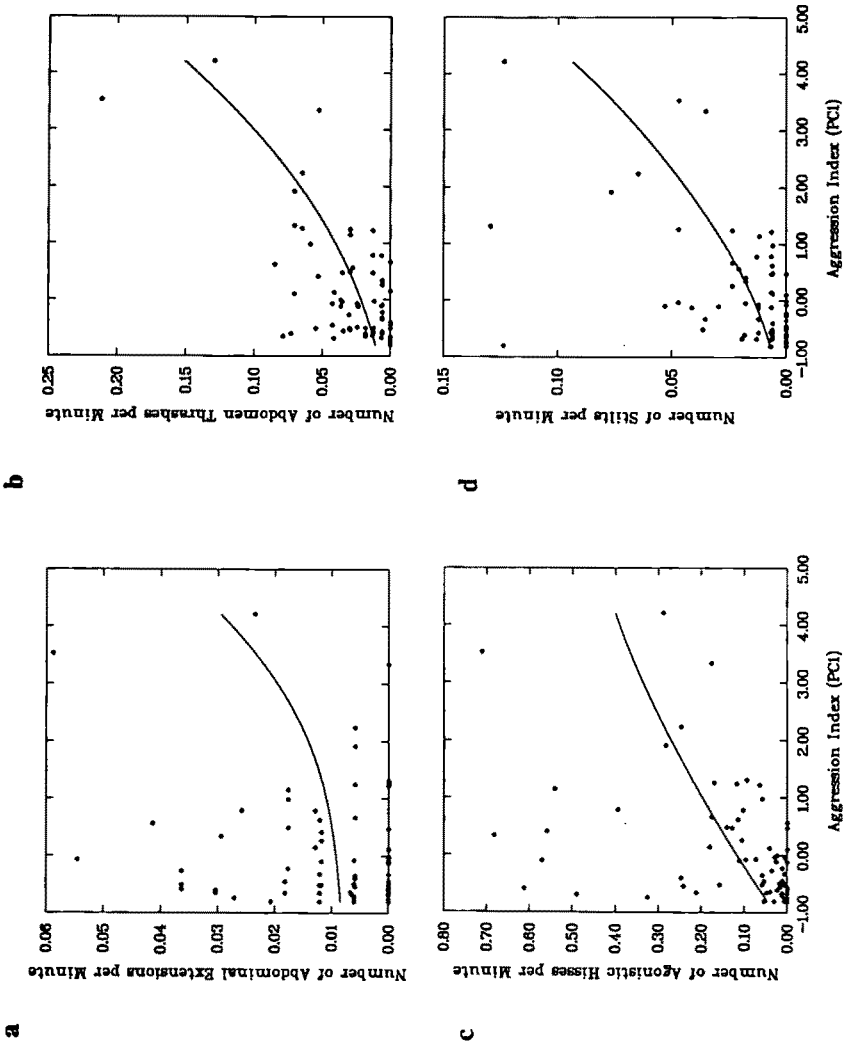 a
Number of Abdominal Extensions per Minute
0.06
0.05
0.04
0.03
0.02
0.01
0.00
b
Number of Abdomen Thrashes per Minute
0.25
0.20
0.15
0.10
0.05
0.00
c
Number of Agonistic Hisses per Minute
0.80
0.70
0.60
0.50
0.40
0.30
0.20
0.10
0.00
-1.00 0.00 1.00 2.00 3.00 4.00 5.00
Aggression Index (PC1)
d
Number of Stilts per Minute
0.15
0.10
0.05
0.00
-1.00 0.00 1.00 2.00 3.00 4.00 5.00
Aggression Index (PC1)